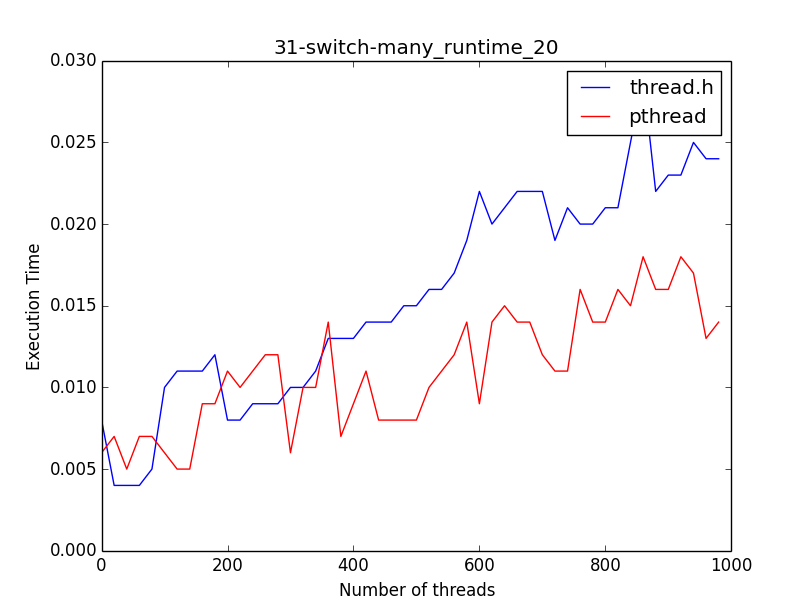 31-switch-many_runtime_20
thread.h
pthread
Execution Time
0.030
0.025
0.020
0.015
0.010
0.005
0.000
0 200 400 600 800 1000
Number of threads